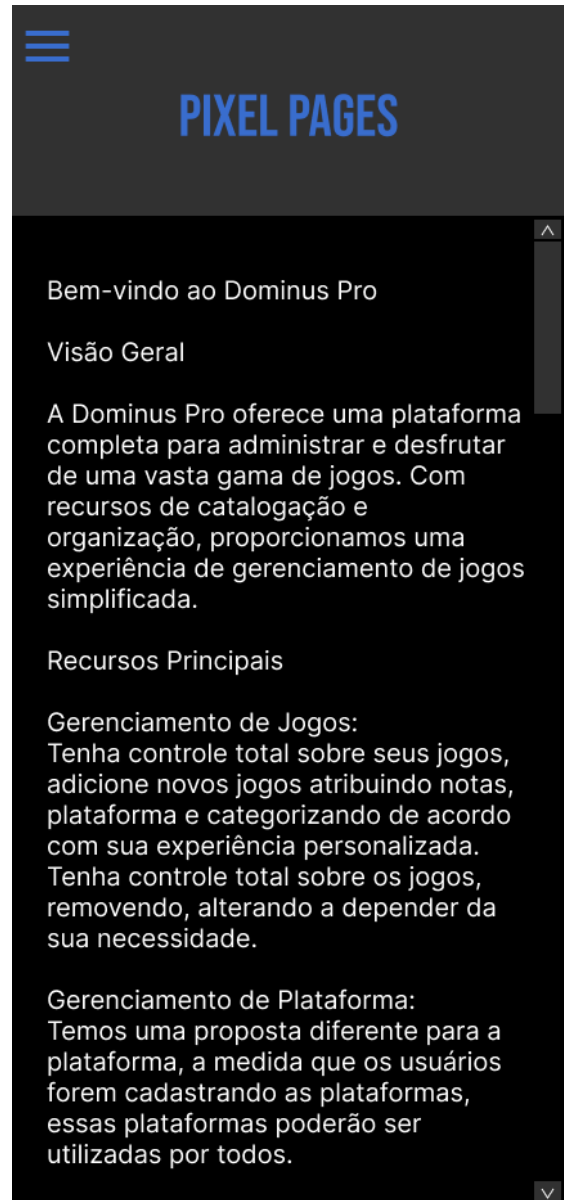 PIXEL PAGES
Bem-vindo ao Dominus Pro
Visão Geral
A Dominus Pro oferece uma plataforma
completa para administrar e desfrutar
de uma vasta gama de jogos. Com
recursos de catalogação e
organização, proporcionamos uma
experiência de gerenciamento de jogos
simplificada.
Recursos Principais
Gerenciamento de Jogos:
Tenha controle total sobre seus jogos,
adicione novos jogos atribuindo notas,
plataforma e categorizando de acordo
com sua experiência personalizada.
Tenha controle total sobre os jogos,
removendo, alterando a depender da
sua necessidade.
Gerenciamento de Plataforma:
Temos uma proposta diferente para a
plataforma, a medida que os usuários
forem cadastrando as plataformas,
essas plataformas poderão ser
utilizadas por todos.